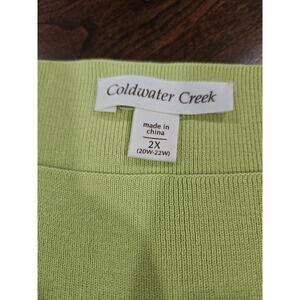 Coldwater Creek
made in
china
2X
(20W-22W)